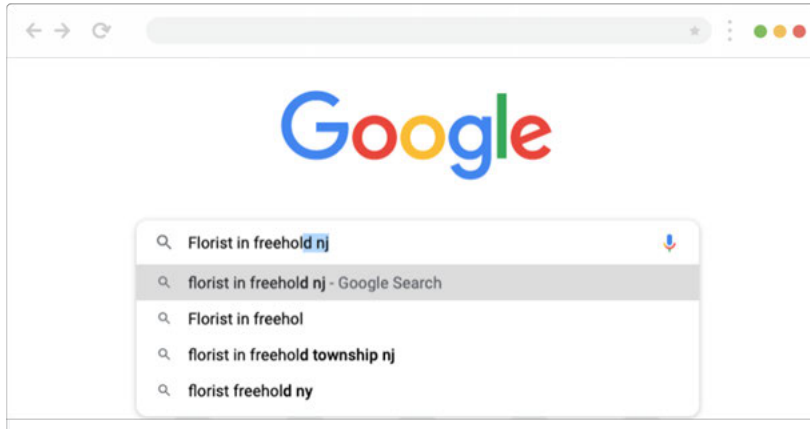 Google
Florist in freehold nj
florist in freehold nj - Google Search
Florist in freehol
florist in freehold township nj
florist freehold ny